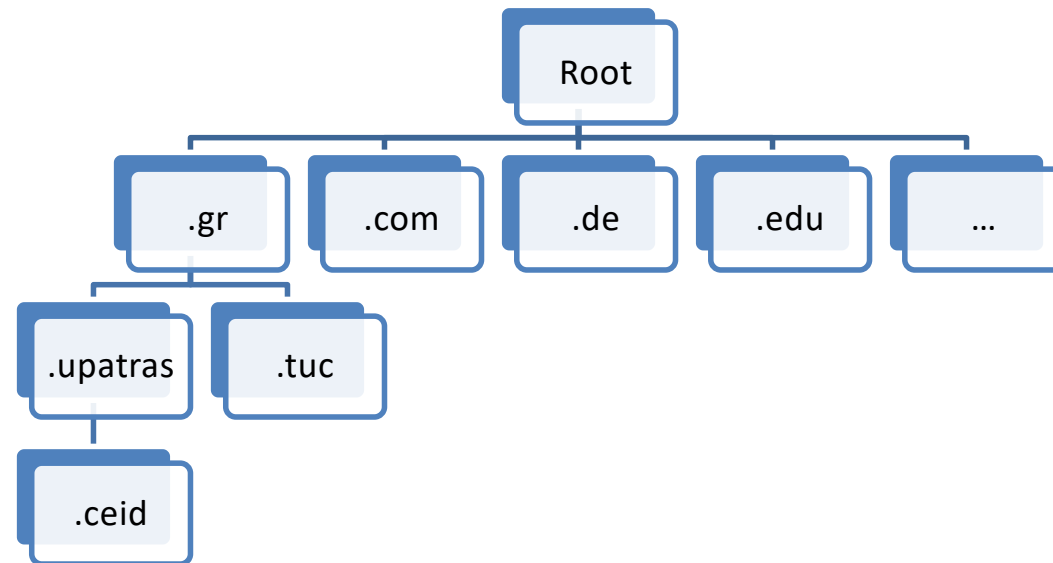 Root
.gr
.com
.de
.edu
…
.upatras
.tuc
.ceid